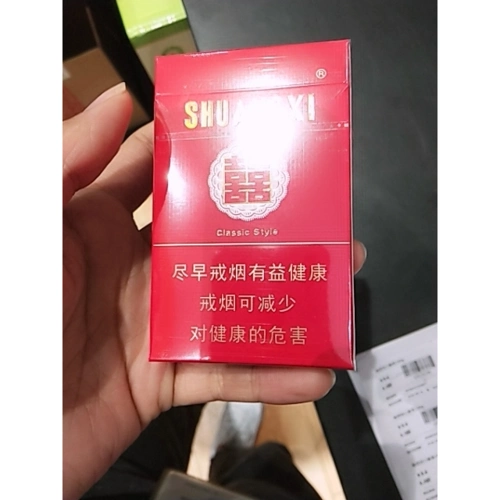 SHUANGXI
®
囍
Classic Style
尽早戒烟有益健康
戒烟可减少
对健康的危害